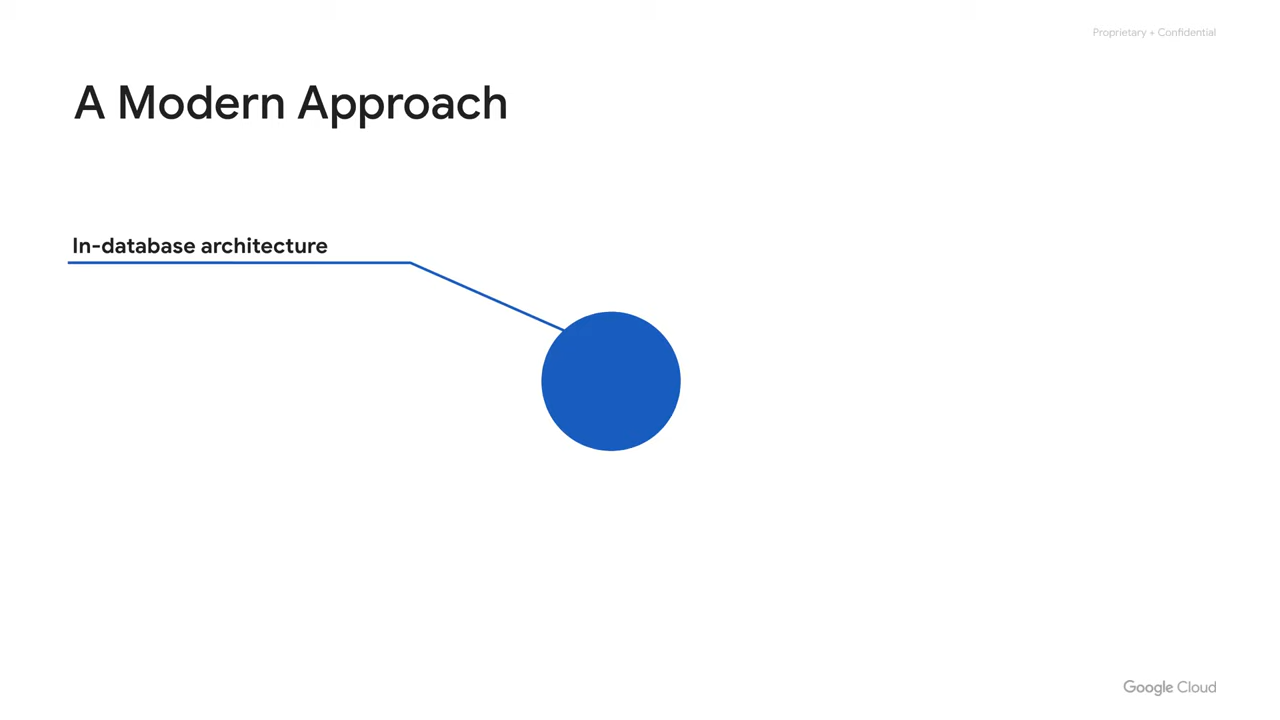 Proprietary + Confidential
A Modern Approach
In-database architecture
Google Cloud